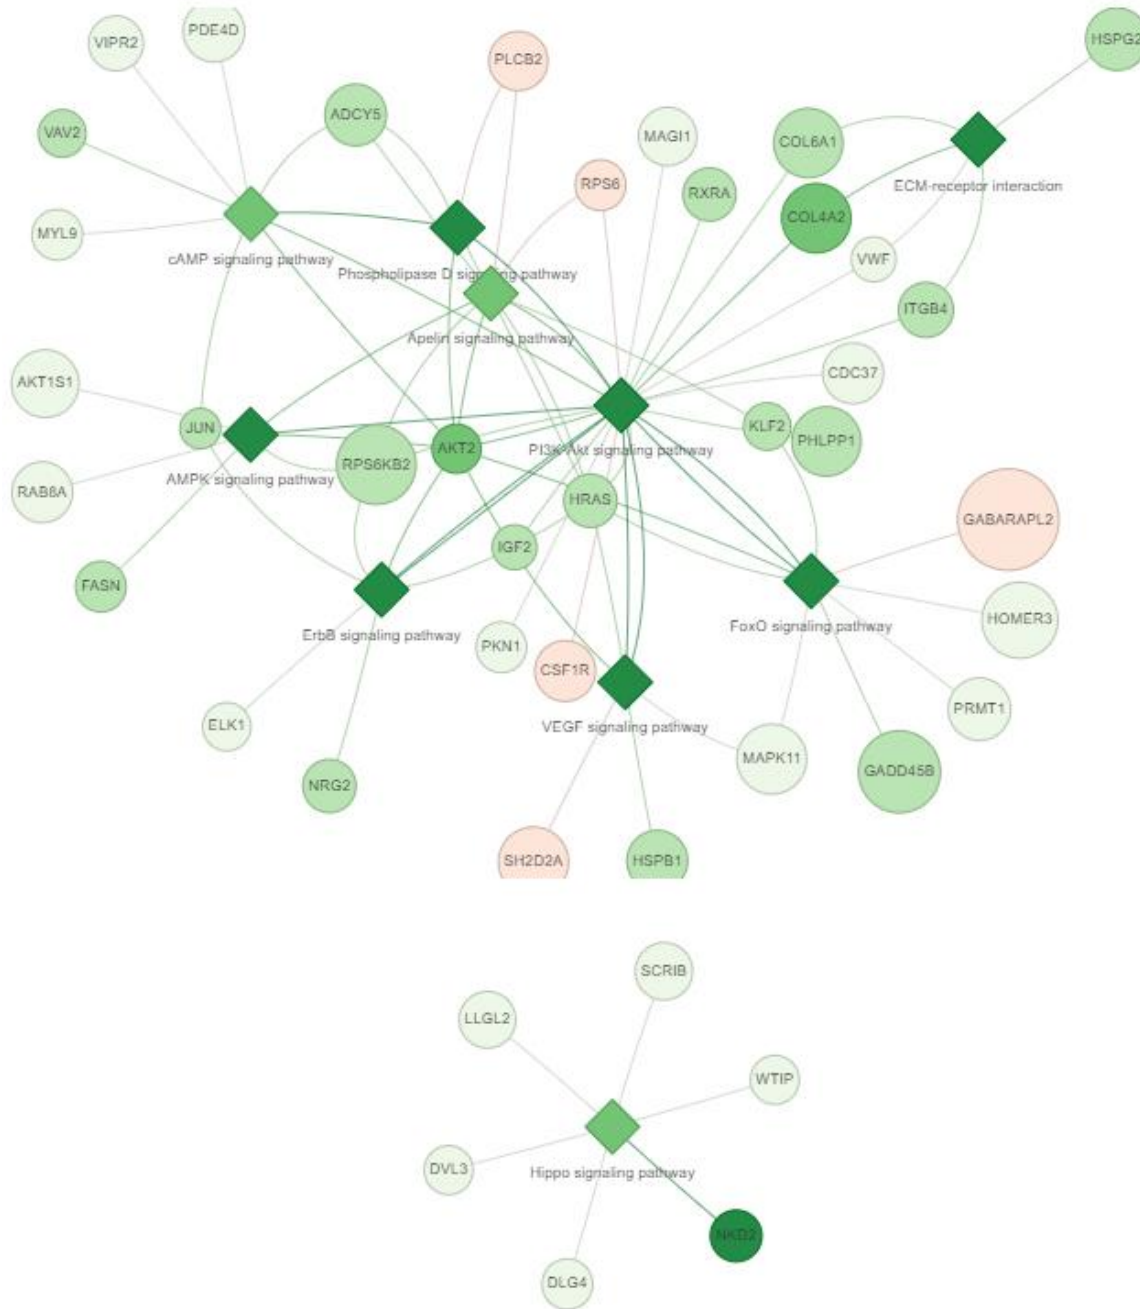 PDE4D
VIPR2
HSPG2
PLCB2
ADCY5
VAV2
MAGI1
COL6A1
RPS6
RXRA
ECM-receptor interaction
COL4A2
MYL9
cAMP signaling pathway
VWF
Phospholipase D signaling pathway
ITGB4
Apelin signaling pathway
CDC37
AKT1S1
JUN
KLF2
PHLPP1
AKT2
PI3K-Akt signaling pathway
RPS6KB2
AMPK signaling pathway
RAB8A
HRAS
GABARAPL2
IGF2
FASN
HOMER3
FoxO signaling pathway
ErbB signaling pathway
PKN1
CSF1R
PRMT1
ELK1
VEGF signaling pathway
MAPK11
GADD45B
NRG2
SH2D2A
HSPB1
SCRIB
LLGL2
WTIP
DVL3
Hippo signaling pathway
NKD2
DLG4